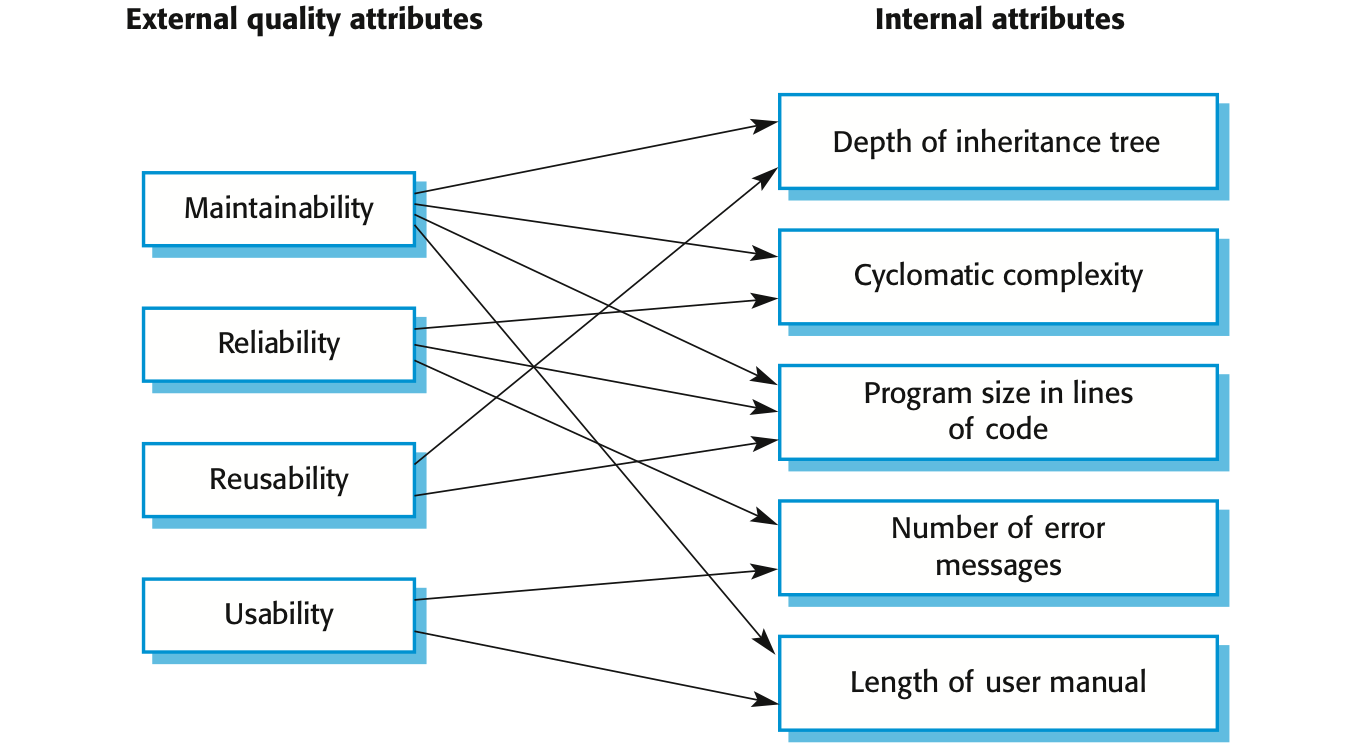 External quality attributes
Internal attributes
Maintainability
Reliability
Reusability
Usability
Depth of inheritance tree
Cyclomatic complexity
Program size in lines
of code
Number of error
messages
Length of user manual